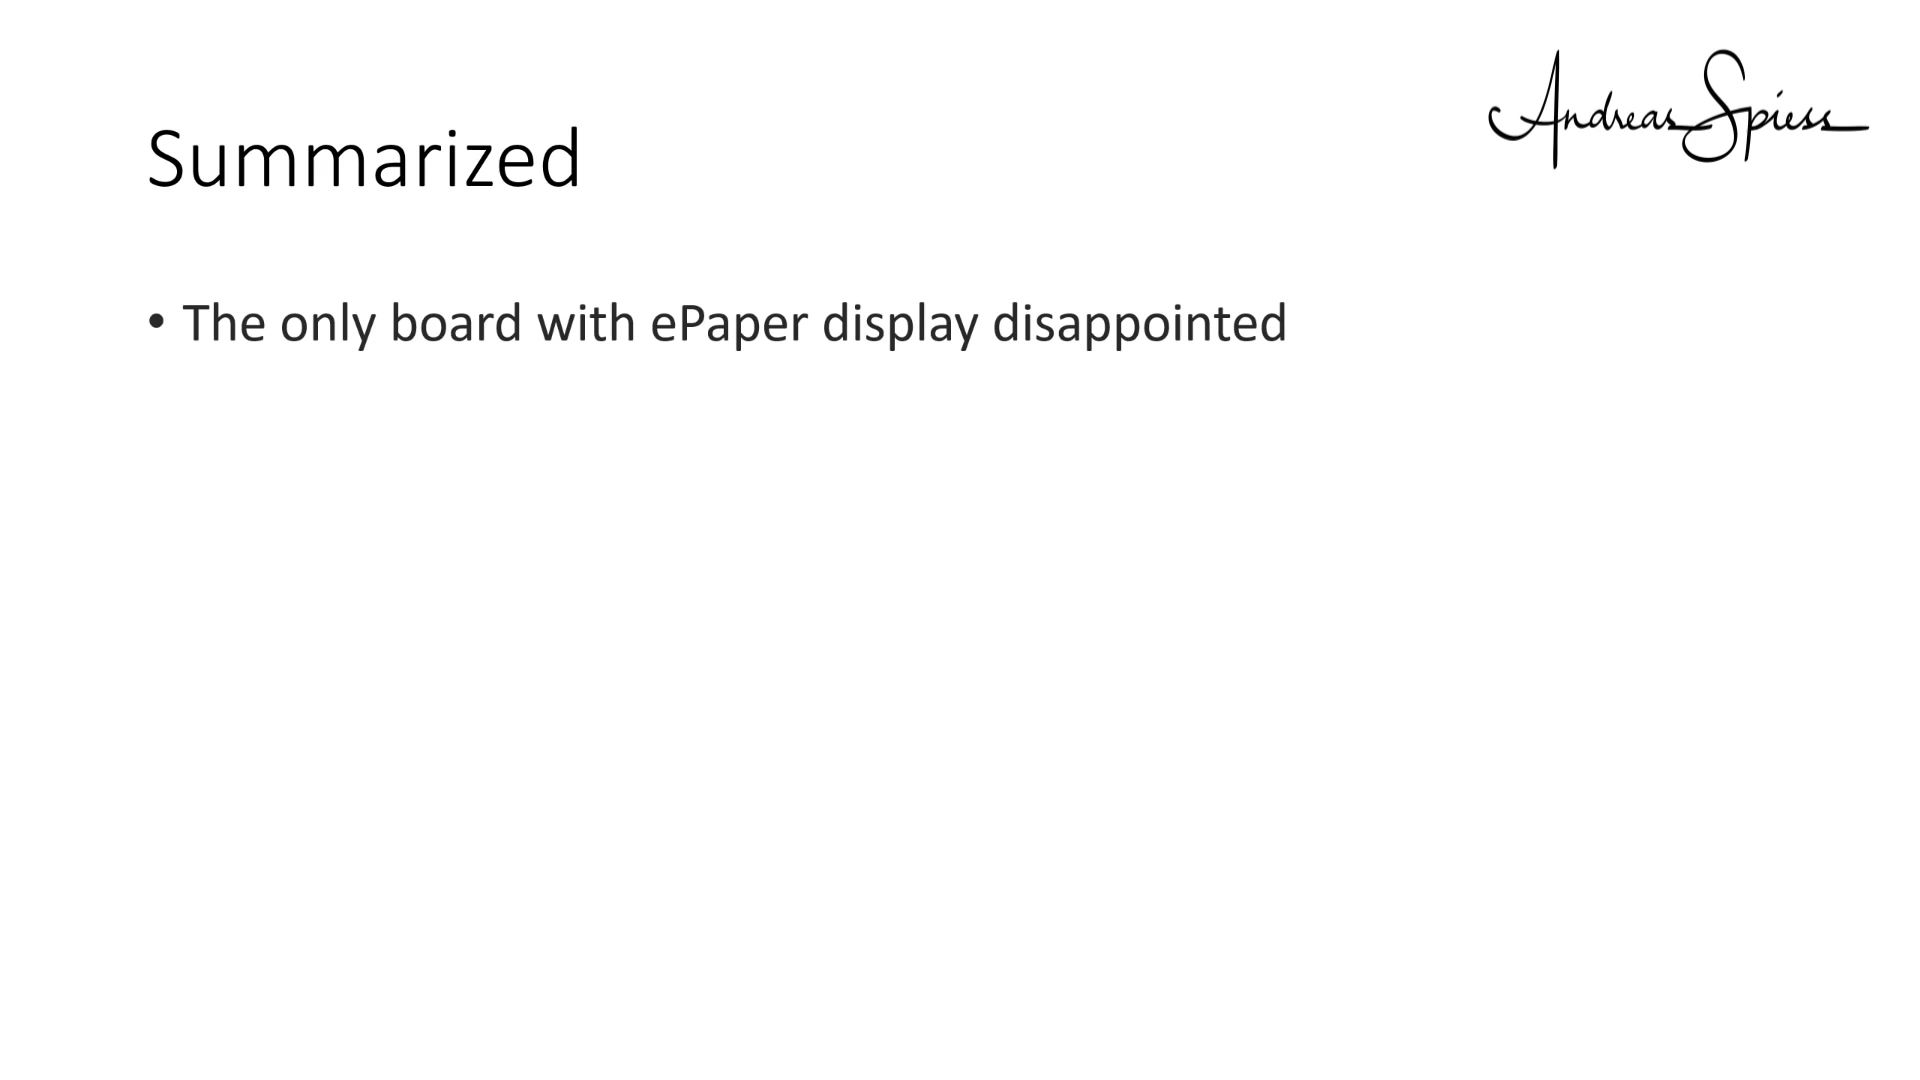 Andreas Spiess
Summarized
• The only board with ePaper display disappointed